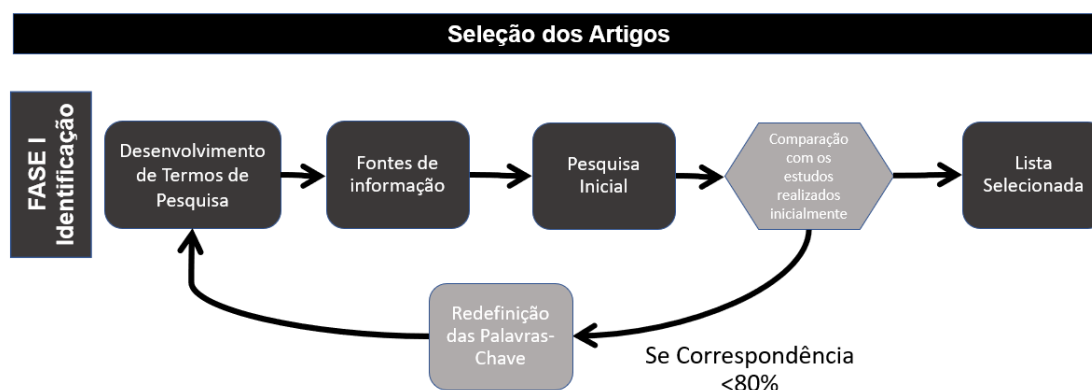 Seleção dos Artigos
FASE I
Identificação
Desenvolvimento
de Termos de
Pesquisa
Fontes de
informação
Pesquisa
Inicial
Comparação
com os
estudos
realizados
inicialmente
Lista
Selecionada
Redefinição
das Palavras-
Chave
Se Correspondência
<80%